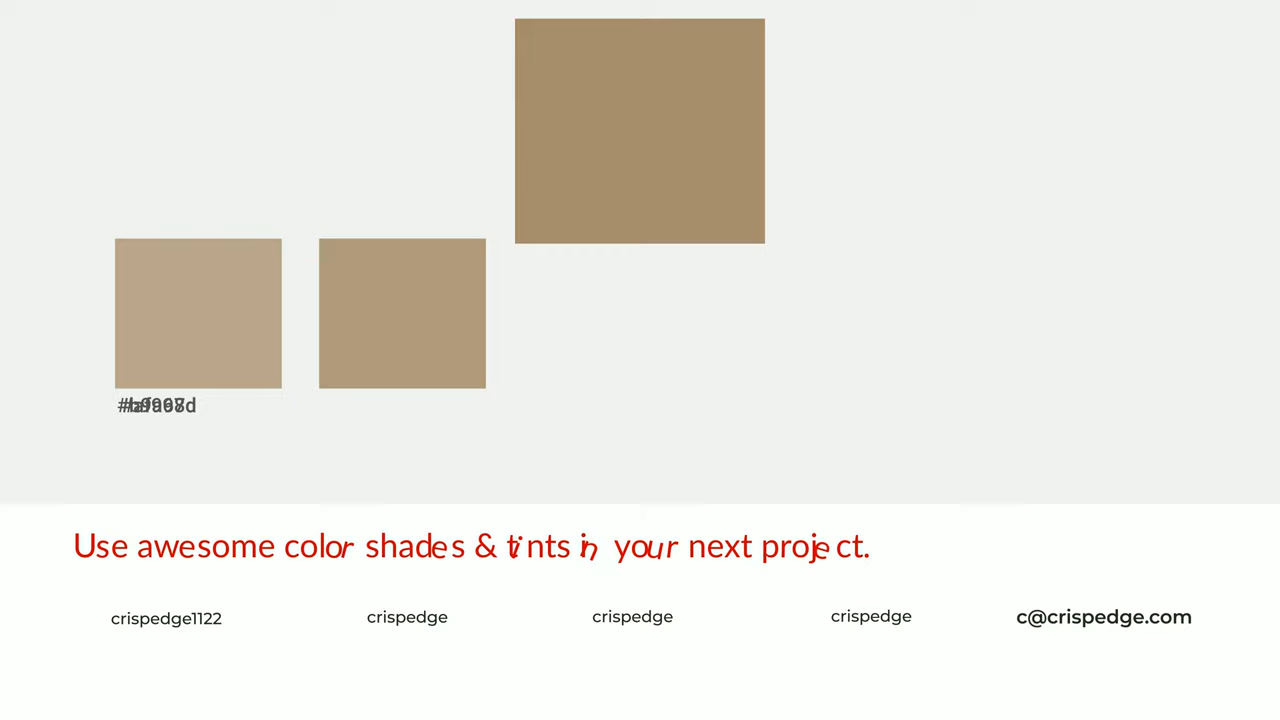 Use awesome color shades & tints in your next project.
crispedge1122 crispedge crispedge crispedge c@crispedge.com